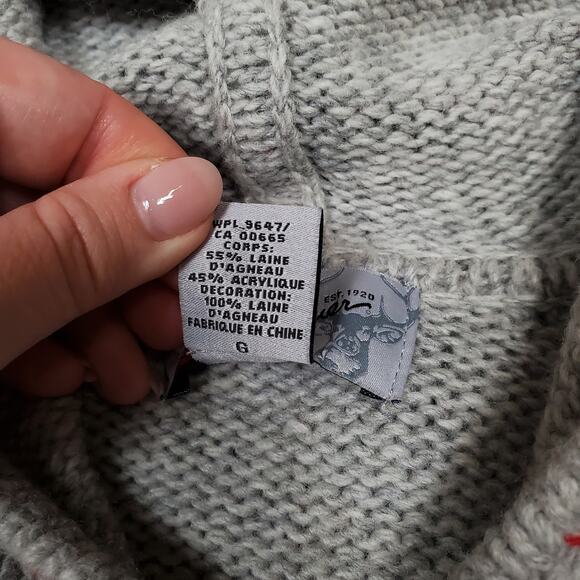 WPL 9647/
CA 00665
CORPS:
55% LAINE
D'AGNEAU
45% ACRYLIQUE
DECORATION:
100% LAINE
D'AGNEAU
FABRIQUE EN CHINE
G
EST. 1920